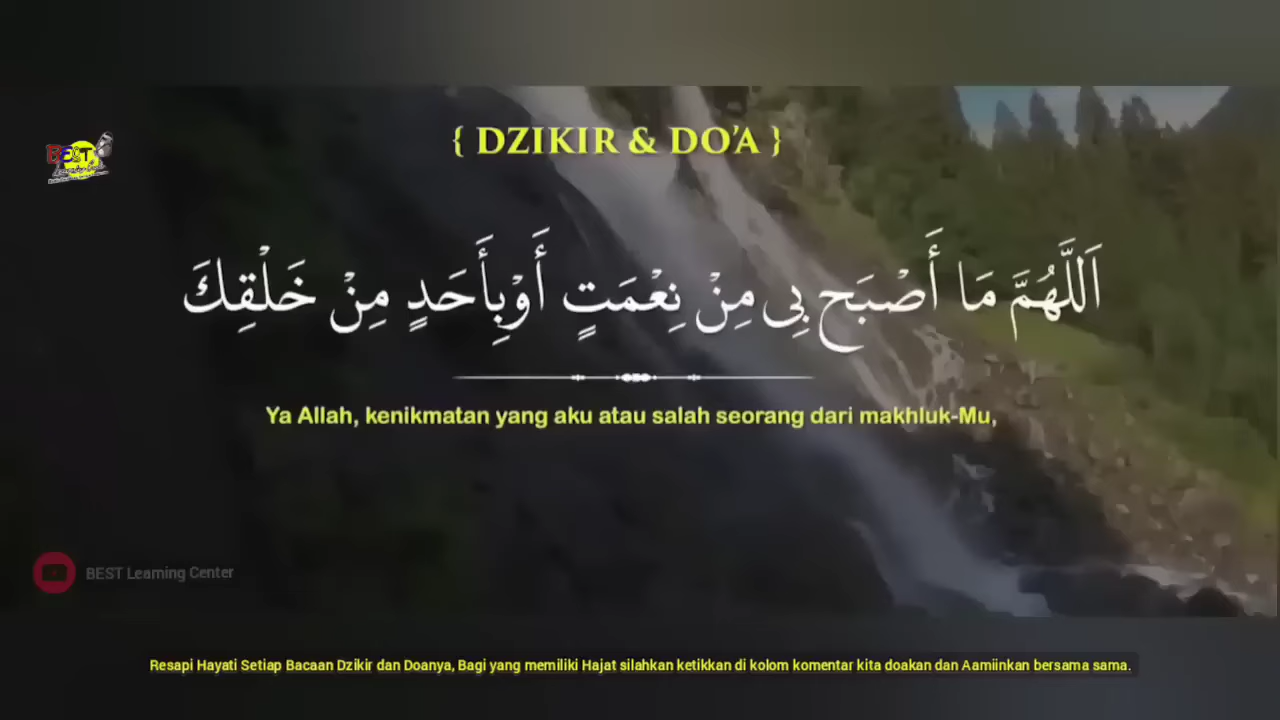 { DZIKIR & DO'A }
BEST
اَللَّهُمَّ مَا أَصْبَح بِي مِنْ نِعْمَتٍ أَوْبِأَحَدٍ مِنْ خَلْقِكَ
Ya Allah, kenikmatan yang aku atau salah seorang dari makhluk-Mu,
BEST Learning Center
Resapi Hayati Setiap Bacaan Dzikir dan Doanya, Bagi yang memiliki Hajat silahkan ketikkan di kolom komentar kita doakan dan Aamiinkan bersama sama.